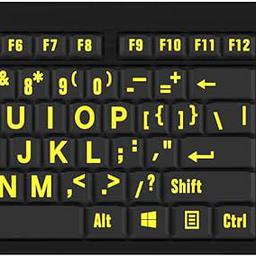 F6 F7 F8 F9 F10 F11 F12
& 8* 9( 0) -_ =+ ←
U I O P [{ ]} \ |
J K L ;: '" ↵
N M ,< .> /? Shift
Alt Ctrl